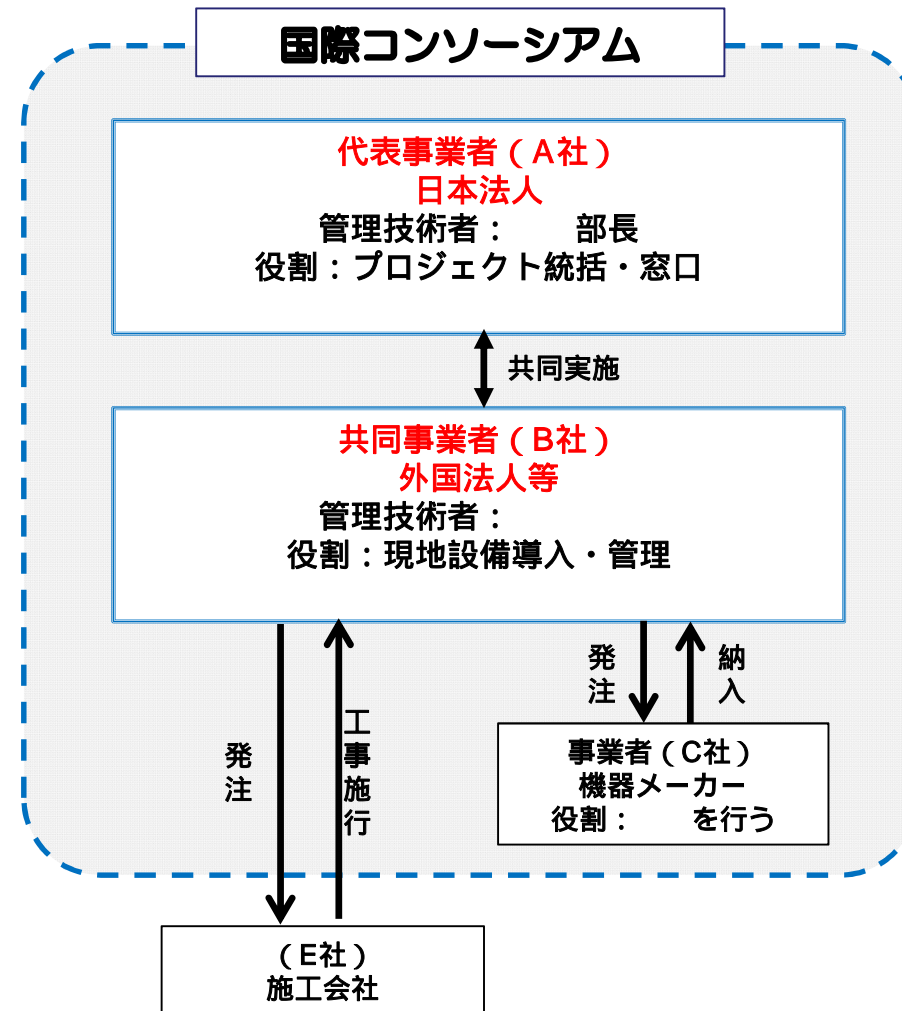 国際コンソーシアム
代表事業者（A社）
日本法人
管理技術者：　　部長
役割：プロジェクト統括・窓口
共同実施
共同事業者（B社）
外国法人等
管理技術者：
役割：現地設備導入・管理
発注
工事施行
発注
納入
事業者（C社）
機器メーカー
役割：　　を行う
（E社）
施工会社